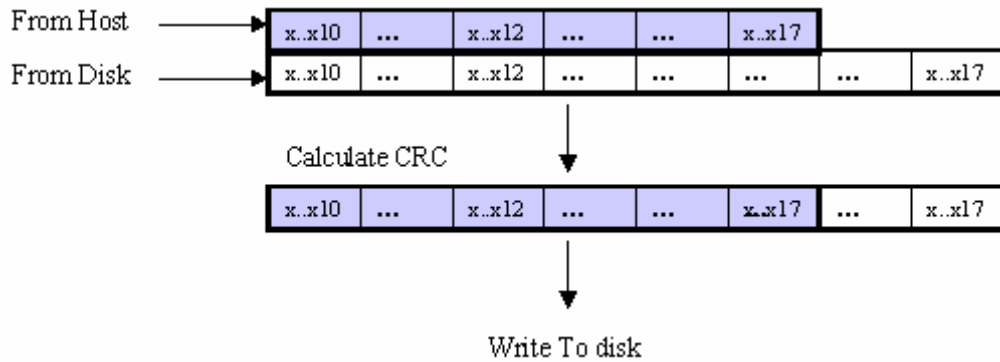 From Host
x..x10 ... x..x12 ... ... x..x17
From Disk
x..x10 ... x..x12 ... ... ... ... x..x17
Calculate CRC
x..x10 ... x..x12 ... ... x..x17 ... x..x17
Write To disk